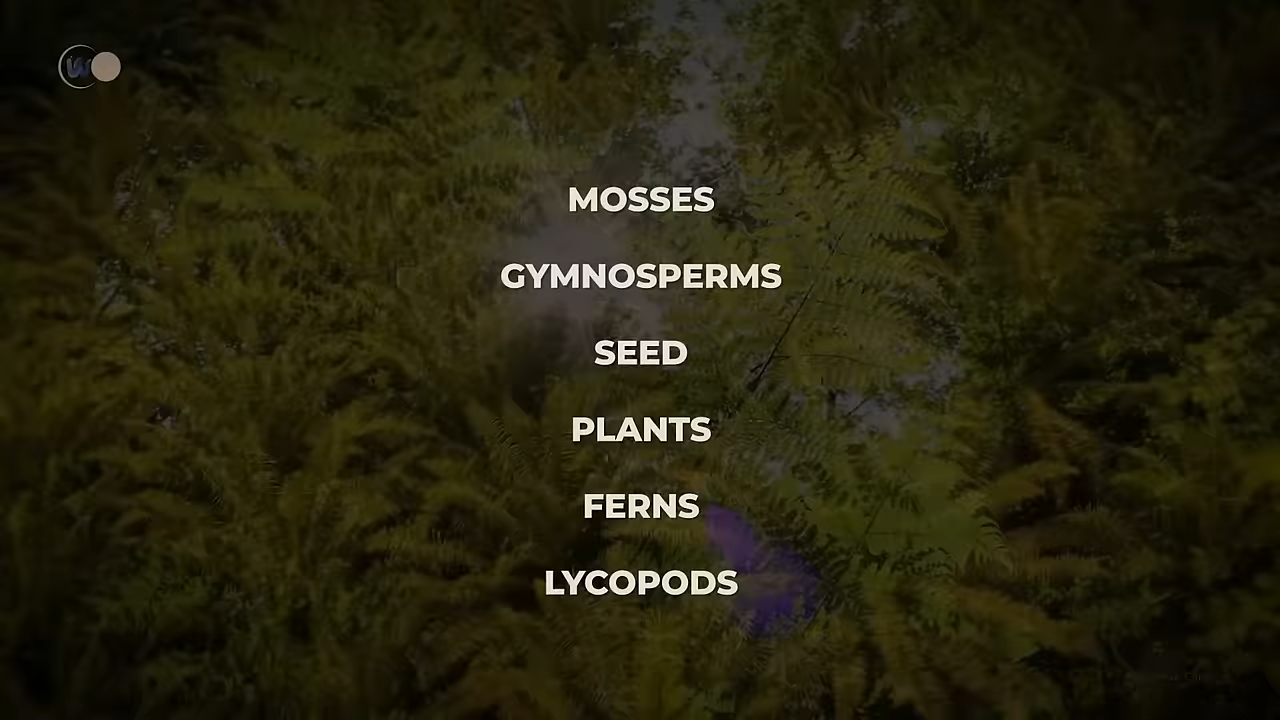 MOSSES
GYMNOSPERMS
SEED
PLANTS
FERNS
LYCOPODS